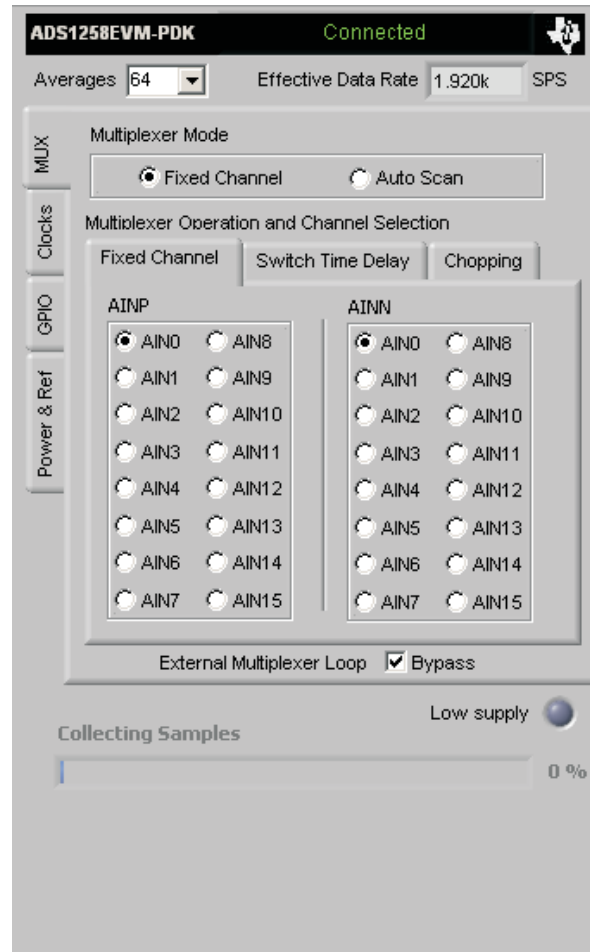 ADS1258EVM-PDK Connected
Averages 64 Effective Data Rate 1.920k SPS
MUX
Clocks
GPIO
Power & Ref
Multiplexer Mode
Fixed Channel Auto Scan
Multiplexer Operation and Channel Selection
Fixed Channel Switch Time Delay Chopping
AINP AINN
AIN0 AIN8 AIN0 AIN8
AIN1 AIN9 AIN1 AIN9
AIN2 AIN10 AIN2 AIN10
AIN3 AIN11 AIN3 AIN11
AIN4 AIN12 AIN4 AIN12
AIN5 AIN13 AIN5 AIN13
AIN6 AIN14 AIN6 AIN14
AIN7 AIN15 AIN7 AIN15
External Multiplexer Loop Bypass
Low supply
Collecting Samples
0 %